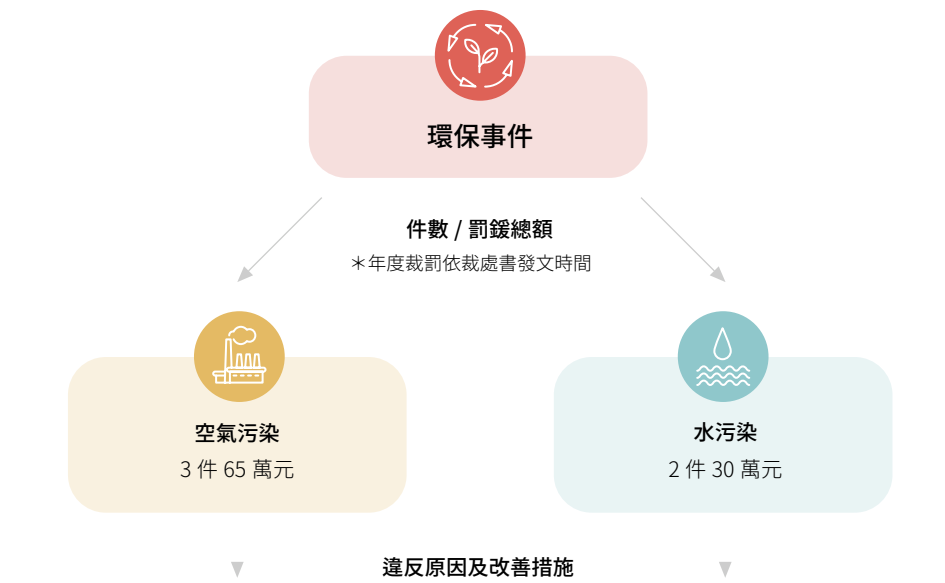 環保事件
件數 / 罰鍰總額
＊年度裁罰依裁處書發文時間
空氣污染
3 件 65 萬元
水污染
2 件 30 萬元
違反原因及改善措施